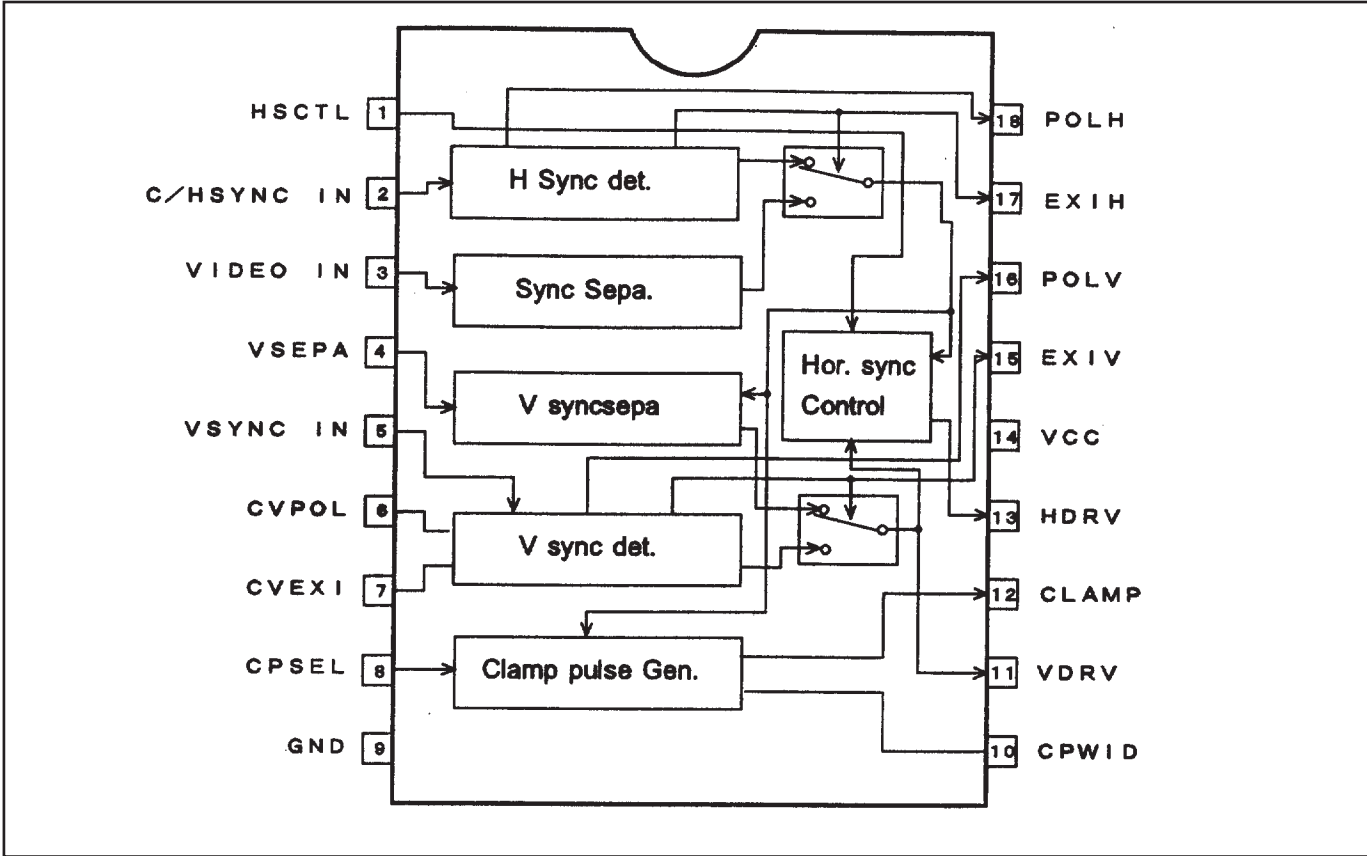 HSCTL 1
C/HSYNC IN 2
VIDEO IN 3
VSEPA 4
VSYNC IN 5
CVPOL 6
CVEXI 7
CPSEL 8
GND 9
H Sync det.
Sync Sepa.
V syncsepa
V sync det.
Clamp pulse Gen.
Hor. sync
Control
18 POLH
17 EXIH
16 POLV
15 EXIV
14 VCC
13 HDRV
12 CLAMP
11 VDRV
10 CPWID